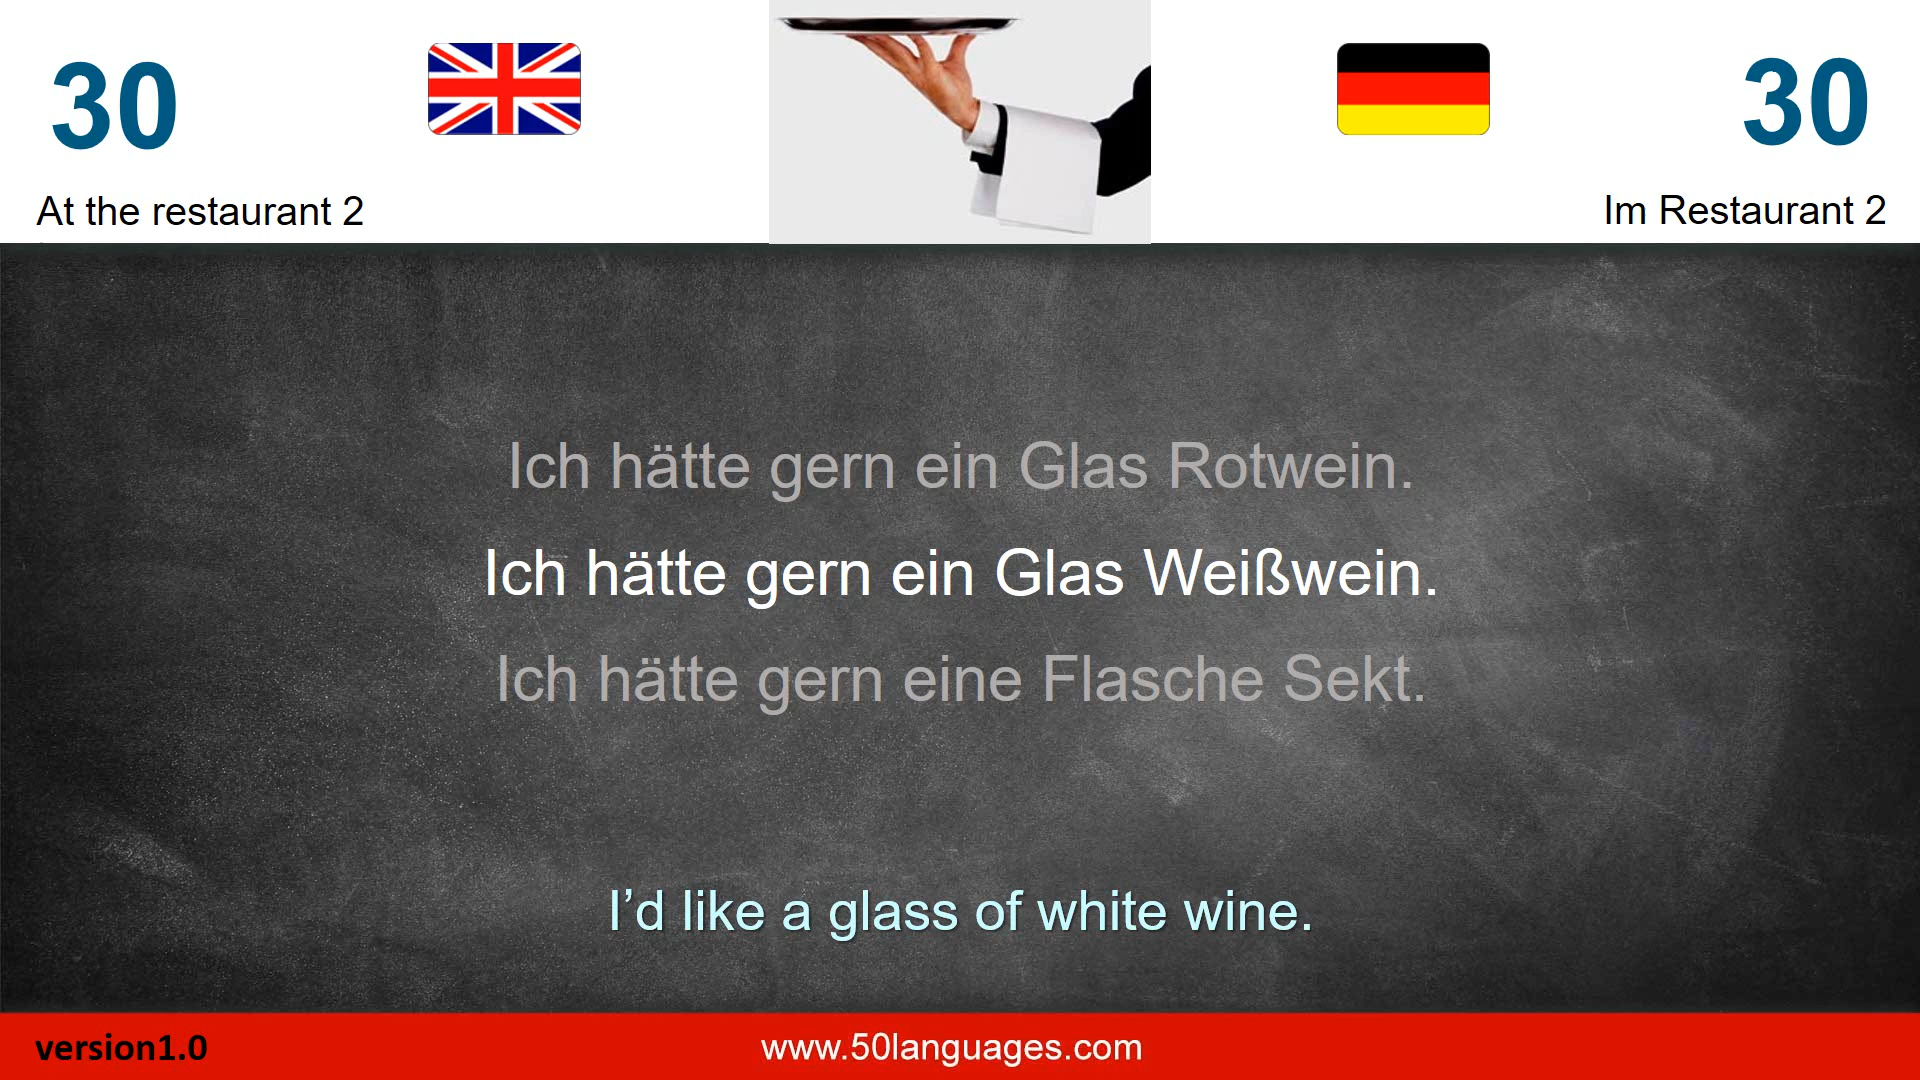 30
30
At the restaurant 2
Im Restaurant 2
Ich hätte gern ein Glas Rotwein.
Ich hätte gern ein Glas Weißwein.
Ich hätte gern eine Flasche Sekt.
I’d like a glass of white wine.
version1.0
www.50languages.com